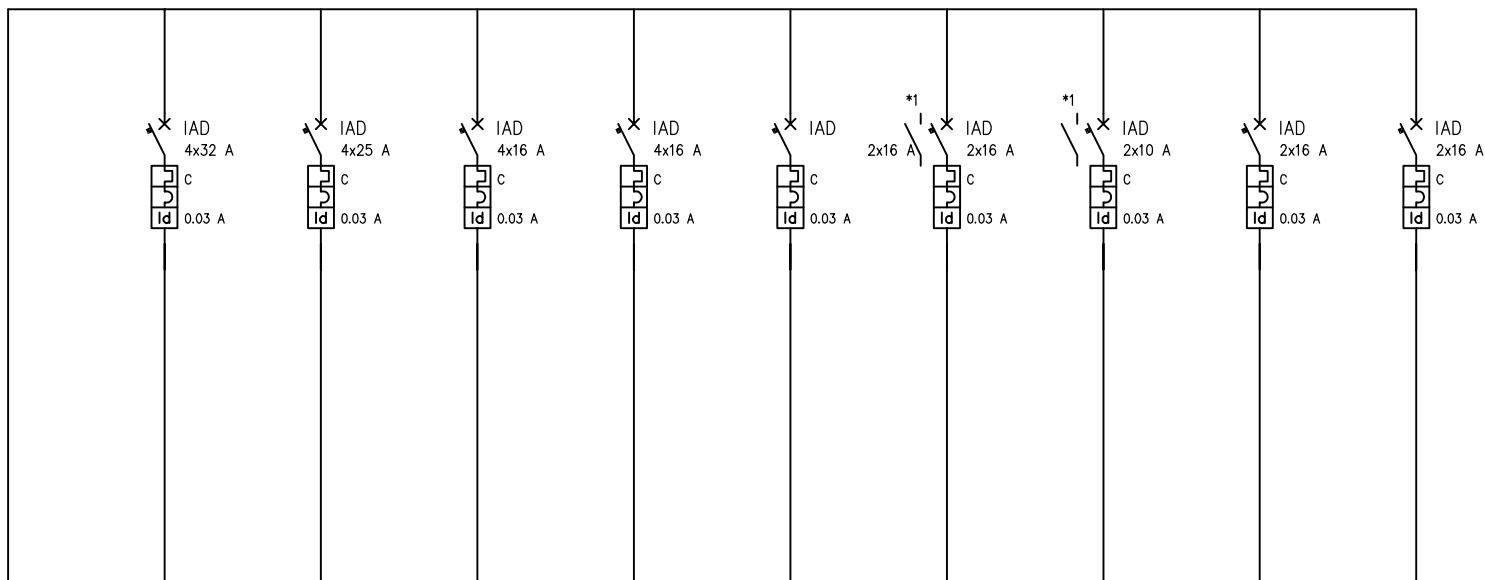 *1 *1
IAD IAD IAD IAD IAD IAD IAD IAD IAD
4x32 A 4x25 A 4x16 A 4x16 A 2x16 A 2x16 A 2x10 A 2x16 A 2x16 A
C C C C C C C C C
Id 0.03 A Id 0.03 A Id 0.03 A Id 0.03 A Id 0.03 A Id 0.03 A Id 0.03 A Id 0.03 A Id 0.03 A